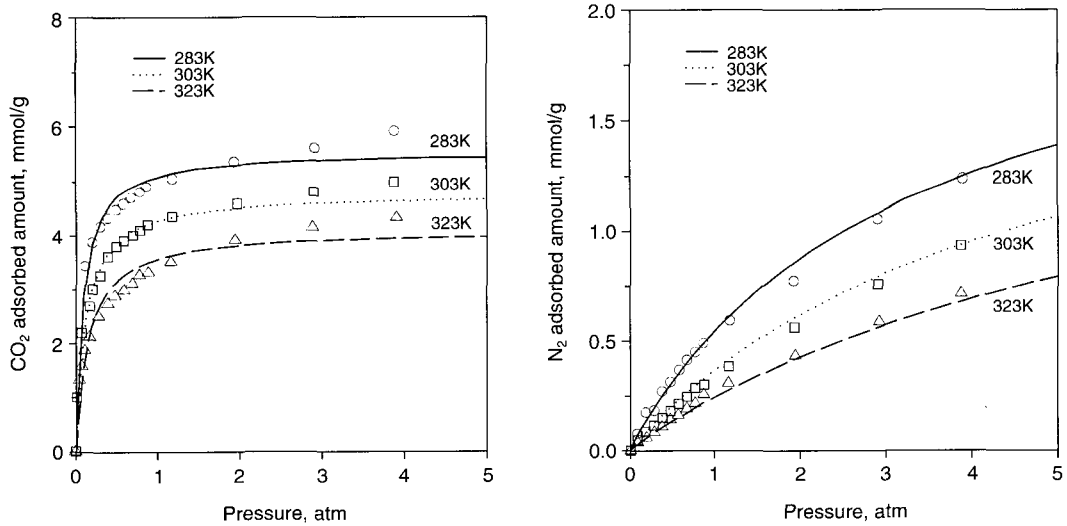 CO₂ adsorbed amount, mmol/g
8
6
4
2
0
283K
303K
323K
283K
303K
323K
0 1 2 3 4 5
Pressure, atm
N₂ adsorbed amount, mmol/g
2.0
1.5
1.0
0.5
0.0
283K
303K
323K
283K
303K
323K
0 1 2 3 4 5
Pressure, atm